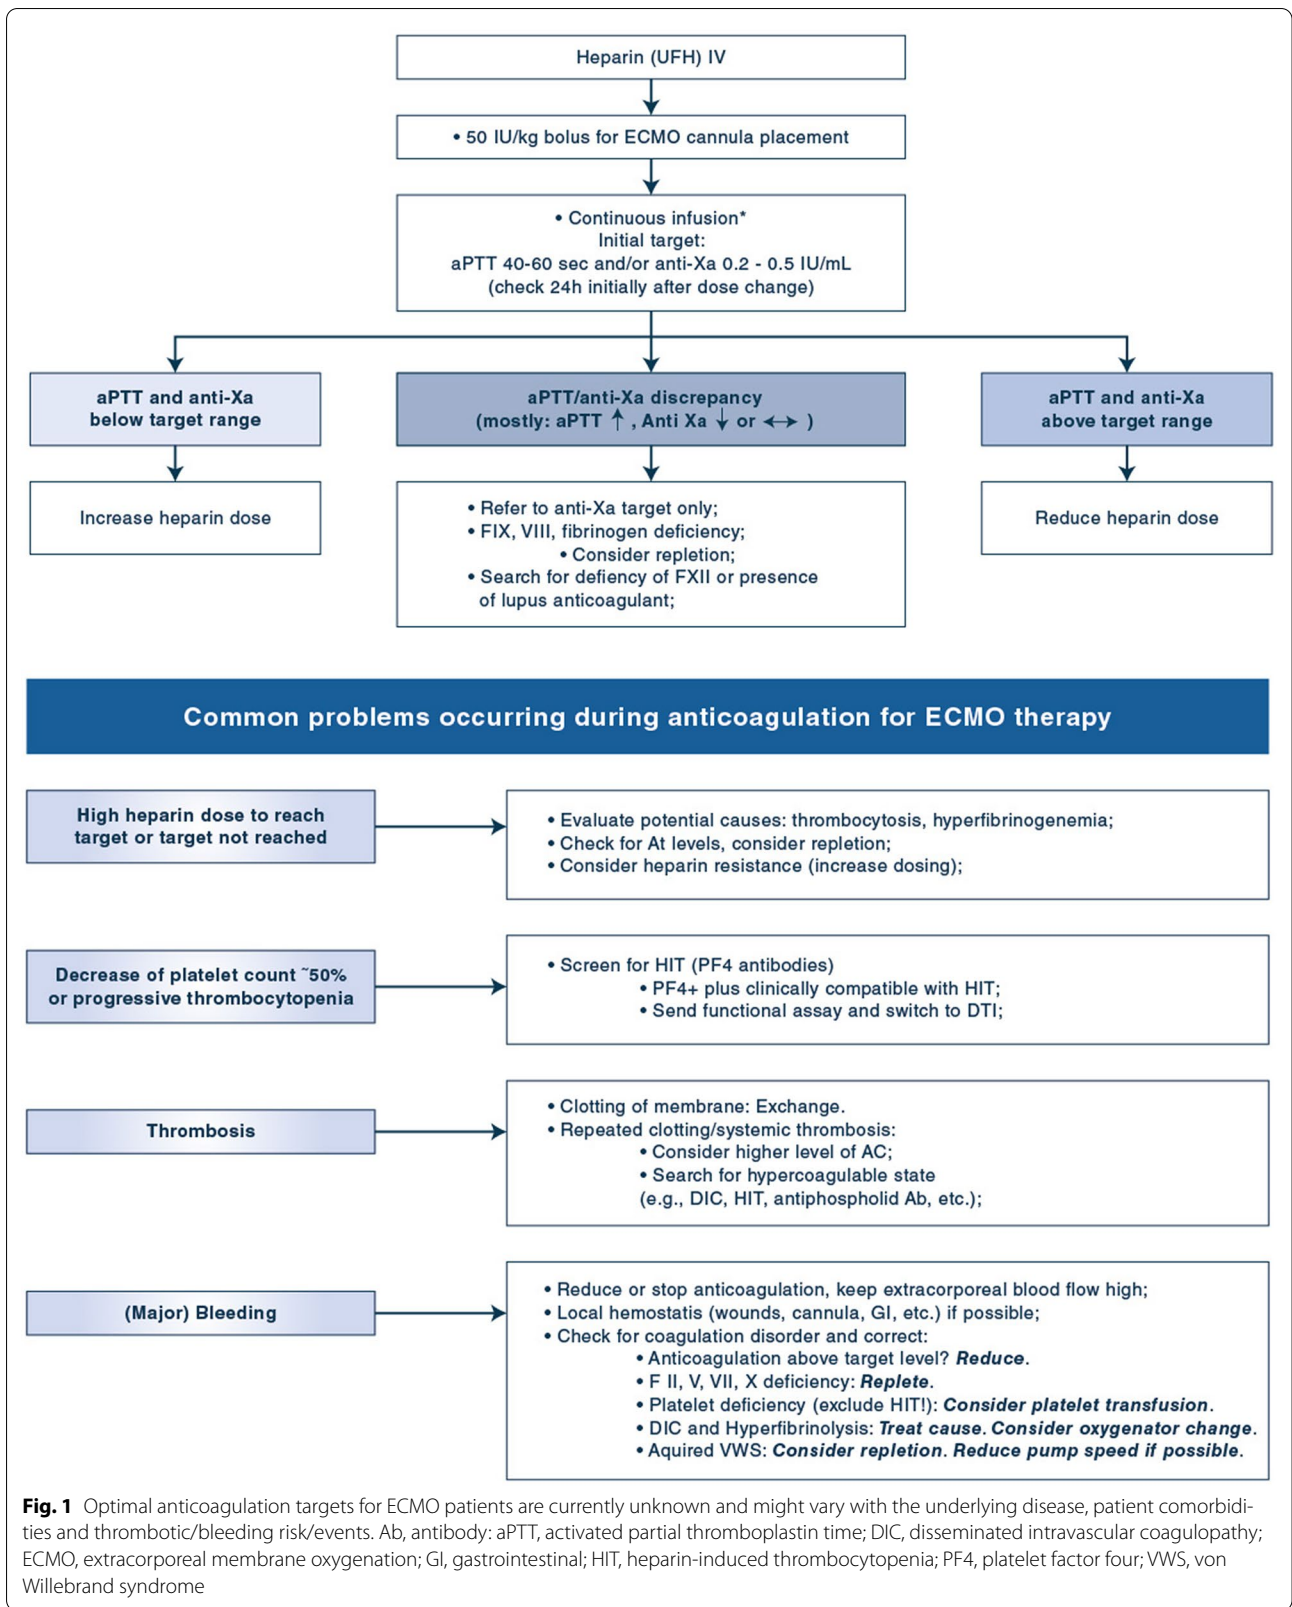 Heparin (UFH) IV
• 50 IU/kg bolus for ECMO cannula placement
• Continuous infusion*
Initial target:
aPTT 40-60 sec and/or anti-Xa 0.2 - 0.5 IU/mL
(check 24h initially after dose change)
aPTT and anti-Xa
below target range
aPTT/anti-Xa discrepancy
(mostly: aPTT ↑ , Anti Xa ↓ or ↔ )
aPTT and anti-Xa
above target range
Increase heparin dose
• Refer to anti-Xa target only;
• FIX, VIII, fibrinogen deficiency;
• Consider repletion;
• Search for defiency of FXII or presence
of lupus anticoagulant;
Reduce heparin dose
Common problems occurring during anticoagulation for ECMO therapy
High heparin dose to reach
target or target not reached
• Evaluate potential causes: thrombocytosis, hyperfibrinogenemia;
• Check for At levels, consider repletion;
• Consider heparin resistance (increase dosing);
Decrease of platelet count ~50%
or progressive thrombocytopenia
• Screen for HIT (PF4 antibodies)
• PF4+ plus clinically compatible with HIT;
• Send functional assay and switch to DTI;
Thrombosis
• Clotting of membrane: Exchange.
• Repeated clotting/systemic thrombosis:
• Consider higher level of AC;
• Search for hypercoagulable state
(e.g., DIC, HIT, antiphospholid Ab, etc.);
(Major) Bleeding
• Reduce or stop anticoagulation, keep extracorporeal blood flow high;
• Local hemostatis (wounds, cannula, GI, etc.) if possible;
• Check for coagulation disorder and correct:
• Anticoagulation above target level? Reduce.
• F II, V, VII, X deficiency: Replete.
• Platelet deficiency (exclude HIT!): Consider platelet transfusion.
• DIC and Hyperfibrinolysis: Treat cause. Consider oxygenator change.
• Aquired VWS: Consider repletion. Reduce pump speed if possible.
Fig. 1 Optimal anticoagulation targets for ECMO patients are currently unknown and might vary with the underlying disease, patient comorbidi-
ties and thrombotic/bleeding risk/events. Ab, antibody: aPTT, activated partial thromboplastin time; DIC, disseminated intravascular coagulopathy;
ECMO, extracorporeal membrane oxygenation; GI, gastrointestinal; HIT, heparin-induced thrombocytopenia; PF4, platelet factor four; VWS, von
Willebrand syndrome